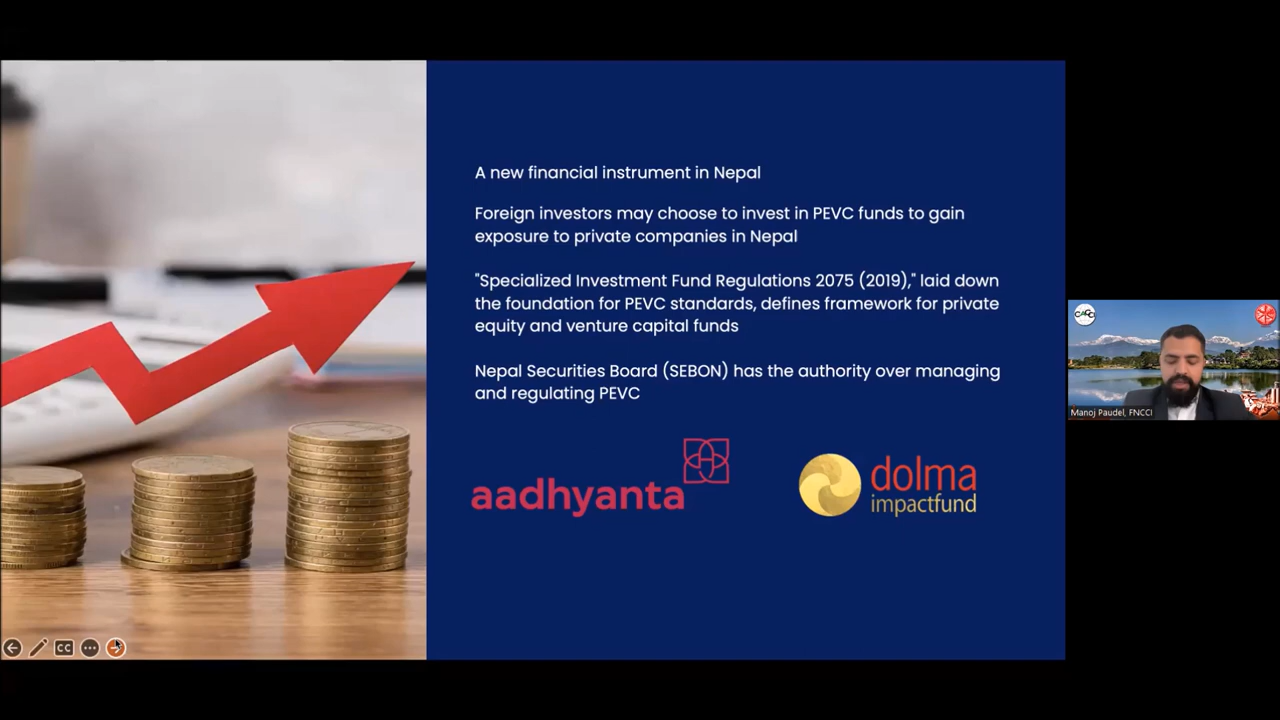 A new financial instrument in Nepal
Foreign investors may choose to invest in PEVC funds to gain
exposure to private companies in Nepal
"Specialized Investment Fund Regulations 2075 (2019)," laid down
the foundation for PEVC standards, defines framework for private
equity and venture capital funds
Nepal Securities Board (SEBON) has the authority over managing
and regulating PEVC
aadhyanta
dolma
impactfund
CACCI
Manoj Paudel, FNCCI
CC